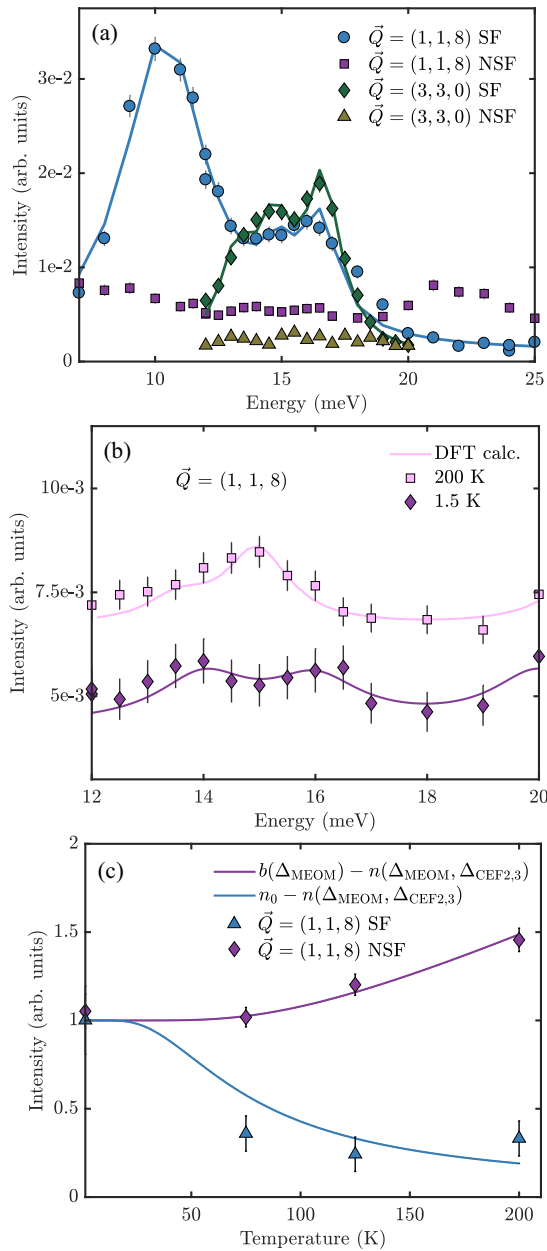 (a)
Q⃗ = (1, 1, 8) SF
Q⃗ = (1, 1, 8) NSF
Q⃗ = (3, 3, 0) SF
Q⃗ = (3, 3, 0) NSF
3e-2
2e-2
1e-2
0
Intensity (arb. units)
10
15
20
25
Energy (meV)
(b)
Q⃗ = (1, 1, 8)
DFT calc.
200 K
1.5 K
10e-3
7.5e-3
5e-3
Intensity (arb. units)
12
14
16
18
20
Energy (meV)
(c)
b(Δ_MEOM) − n(Δ_MEOM, Δ_CEF2,3)
n₀ − n(Δ_MEOM, Δ_CEF2,3)
Q⃗ = (1, 1, 8) SF
Q⃗ = (1, 1, 8) NSF
2
1.5
1
0.5
0
Intensity (arb. units)
50
100
150
200
Temperature (K)